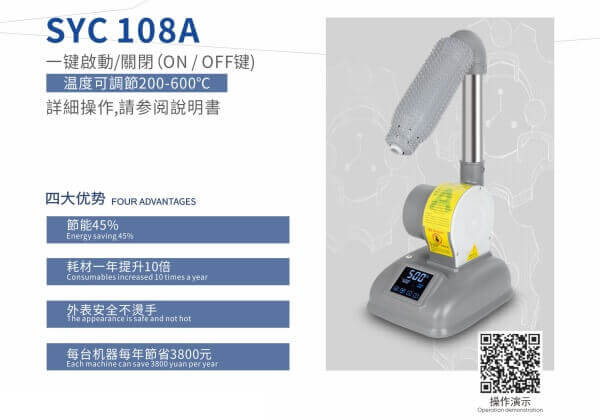 SYC 108A
一键啟動/關閉（ON / OFF键)
温度可調節200-600℃
詳細操作,請参阅說明書
四大优势 FOUR ADVANTAGES
節能45%
Energy saving 45%
耗材一年提升10倍
Consumables increased 10 times a year
外表安全不燙手
The appearance is safe and not hot
每台机器每年節省3800元
Each machine can save 3800 yuan per year
500
操作演示
Operation demonstration